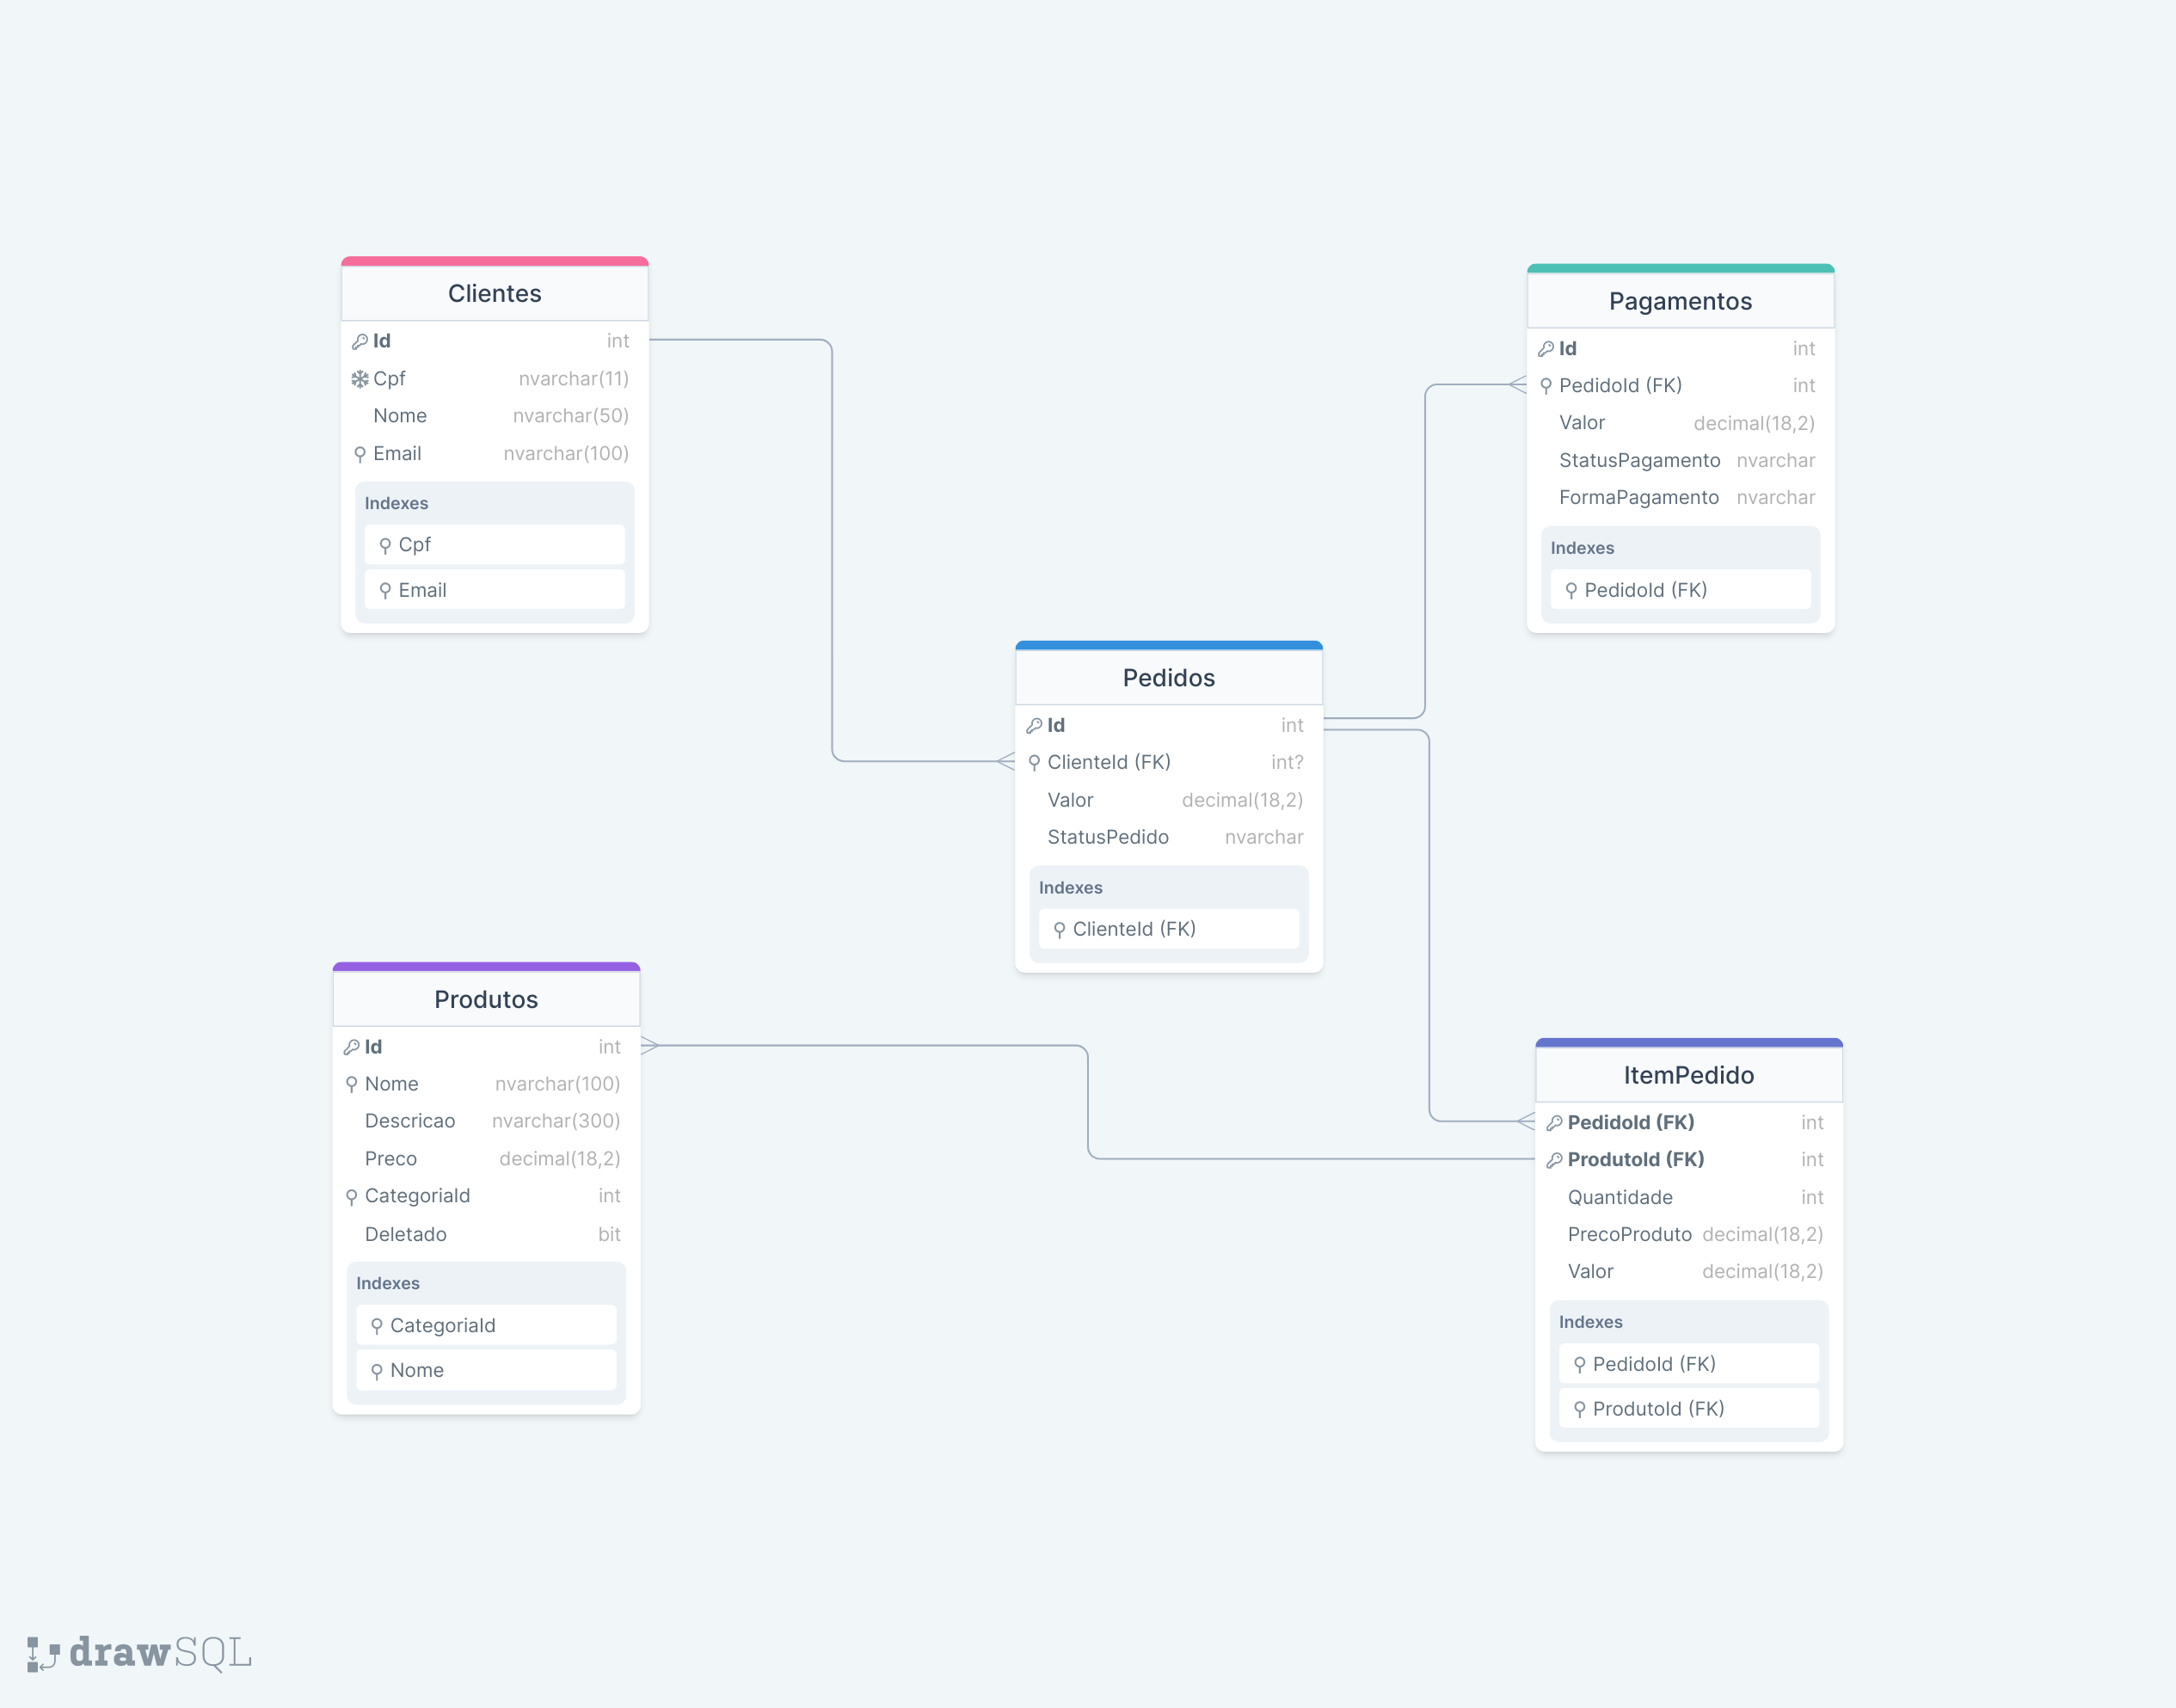 Clientes
Id int
Cpf nvarchar(11)
Nome nvarchar(50)
Email nvarchar(100)
Indexes
Cpf
Email
Pagamentos
Id int
PedidoId (FK) int
Valor decimal(18,2)
StatusPagamento nvarchar
FormaPagamento nvarchar
Indexes
PedidoId (FK)
Pedidos
Id int
ClienteId (FK) int?
Valor decimal(18,2)
StatusPedido nvarchar
Indexes
ClienteId (FK)
Produtos
Id int
Nome nvarchar(100)
Descricao nvarchar(300)
Preco decimal(18,2)
CategoriaId int
Deletado bit
Indexes
CategoriaId
Nome
ItemPedido
PedidoId (FK) int
ProdutoId (FK) int
Quantidade int
PrecoProduto decimal(18,2)
Valor decimal(18,2)
Indexes
PedidoId (FK)
ProdutoId (FK)
drawSQL